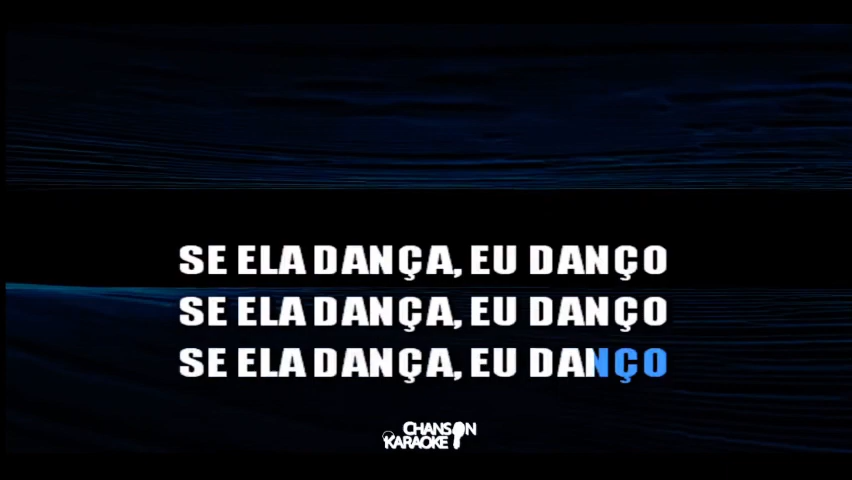 SE ELA DANÇA, EU DANÇO
SE ELA DANÇA, EU DANÇO
SE ELA DANÇA, EU DANÇO
CHANSON
KARAOKE